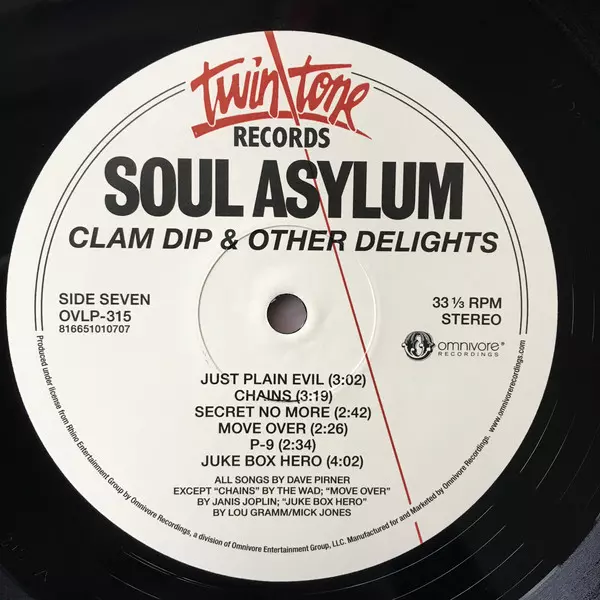 twin/tone
RECORDS
SOUL ASYLUM
CLAM DIP & OTHER DELIGHTS
SIDE SEVEN
OVLP-315
816651010707
33 1/3 RPM
STEREO
omnivore®
RECORDINGS
JUST PLAIN EVIL (3:02)
CHAINS (3:19)
SECRET NO MORE (2:42)
MOVE OVER (2:26)
P-9 (2:34)
JUKE BOX HERO (4:02)
ALL SONGS BY DAVE PIRNER
EXCEPT “CHAINS” BY THE WAD; “MOVE OVER”
BY JANIS JOPLIN; “JUKE BOX HERO”
BY LOU GRAMM/MICK JONES
Produced under license from Rhino Entertainment Group by Omnivore Recordings, a division of Omnivore Entertainment Group, LLC. Manufactured for and Marketed by Omnivore Recordings. www.omnivorerecordings.com